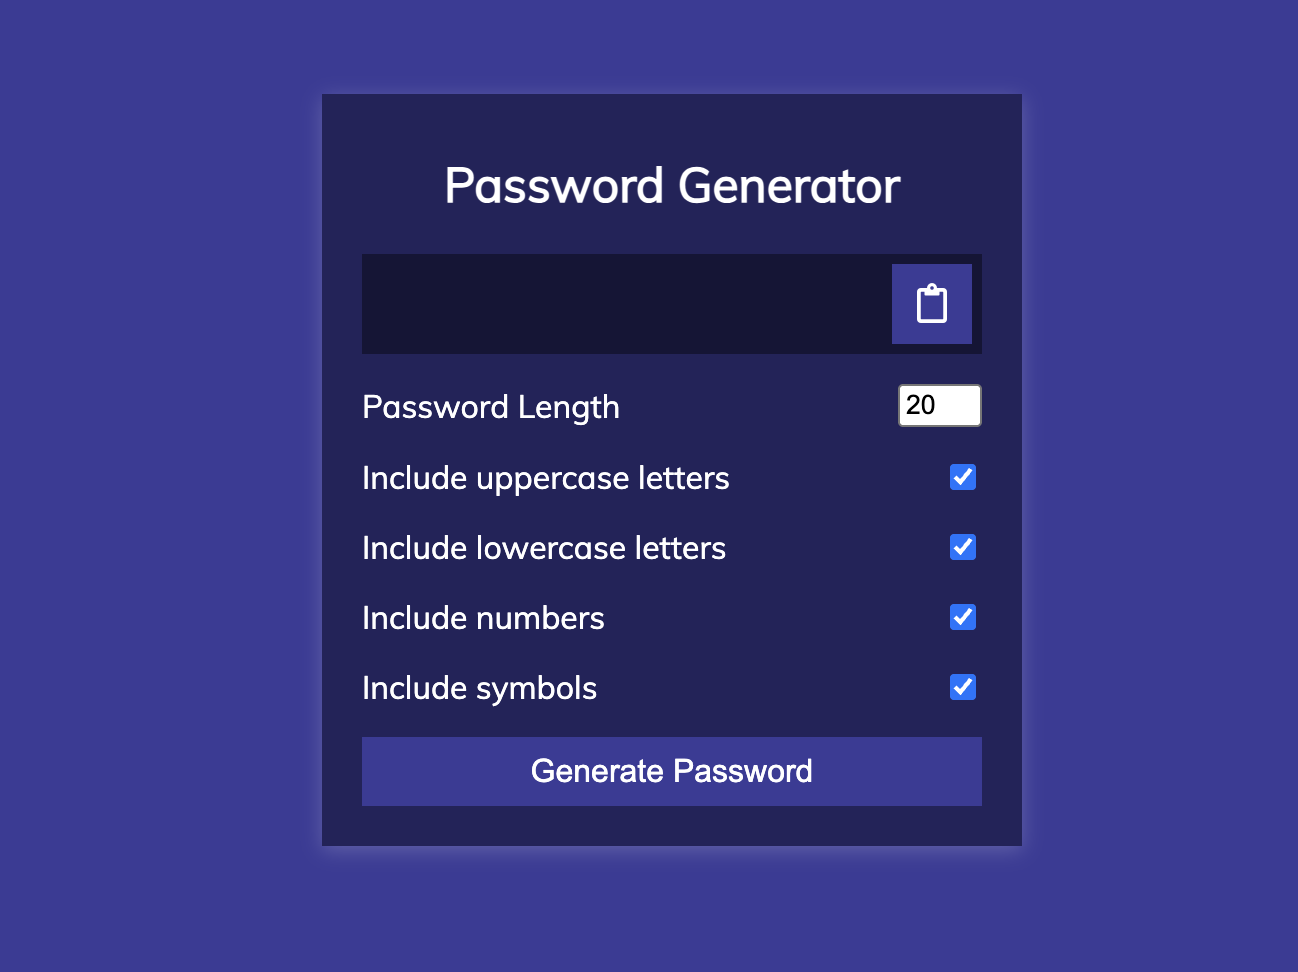 Password Generator
Password Length 20
Include uppercase letters
Include lowercase letters
Include numbers
Include symbols
Generate Password